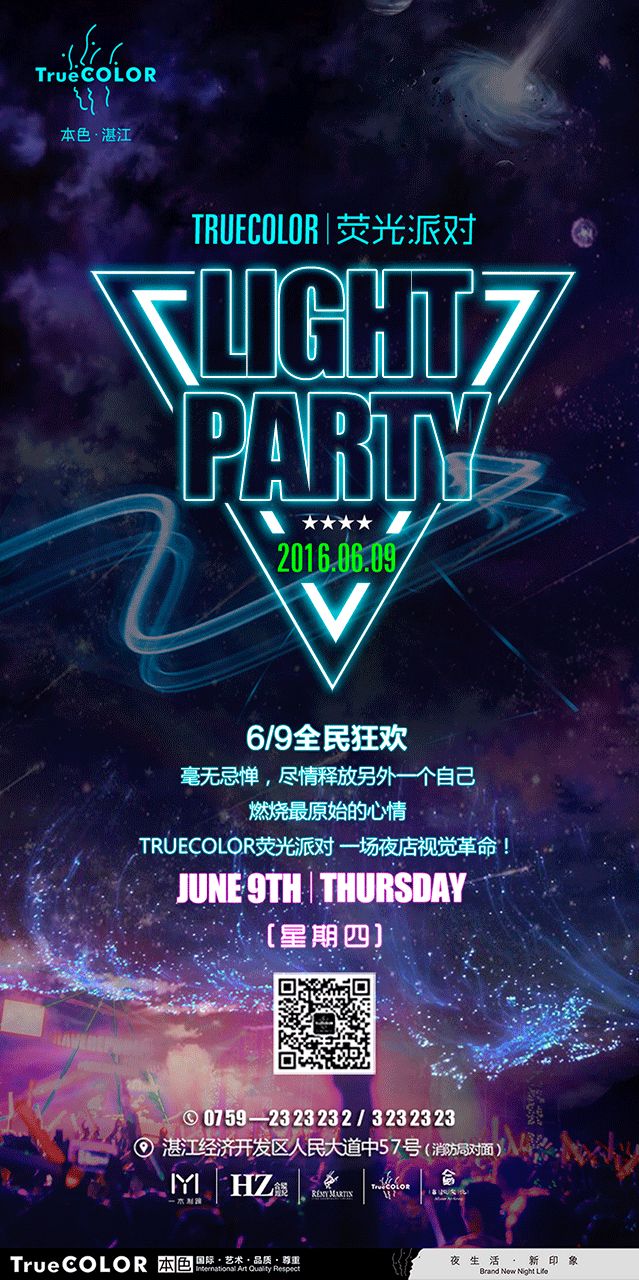 TrueCOLOR
本色·湛江
TRUECOLOR|荧光派对
LIGHT
PARTY
★★★★
2016.06.09
6/9全民狂欢
毫无忌惮，尽情释放另外一个自己
燃烧最原始的心情
TRUECOLOR荧光派对 一场夜店视觉革命！
JUNE 9TH|THURSDAY
[星期四]
0759—2323232 / 3232323
湛江经济开发区人民大道中57号(消防局对面)
HZ
RÉMY MARTIN
TrueCOLOR
TrueCOLOR 本色 国际·艺术·品质·尊重
International Art Quality Respect
夜生活·新印象
Brand New Night Life